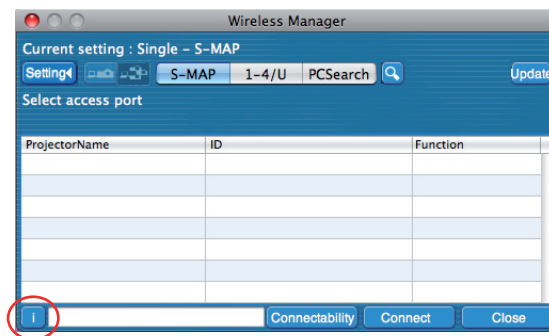 Wireless Manager
Current setting : Single – S-MAP
Setting S-MAP 1-4/U PCSearch Update
Select access port
ProjectorName ID Function
i Connectability Connect Close